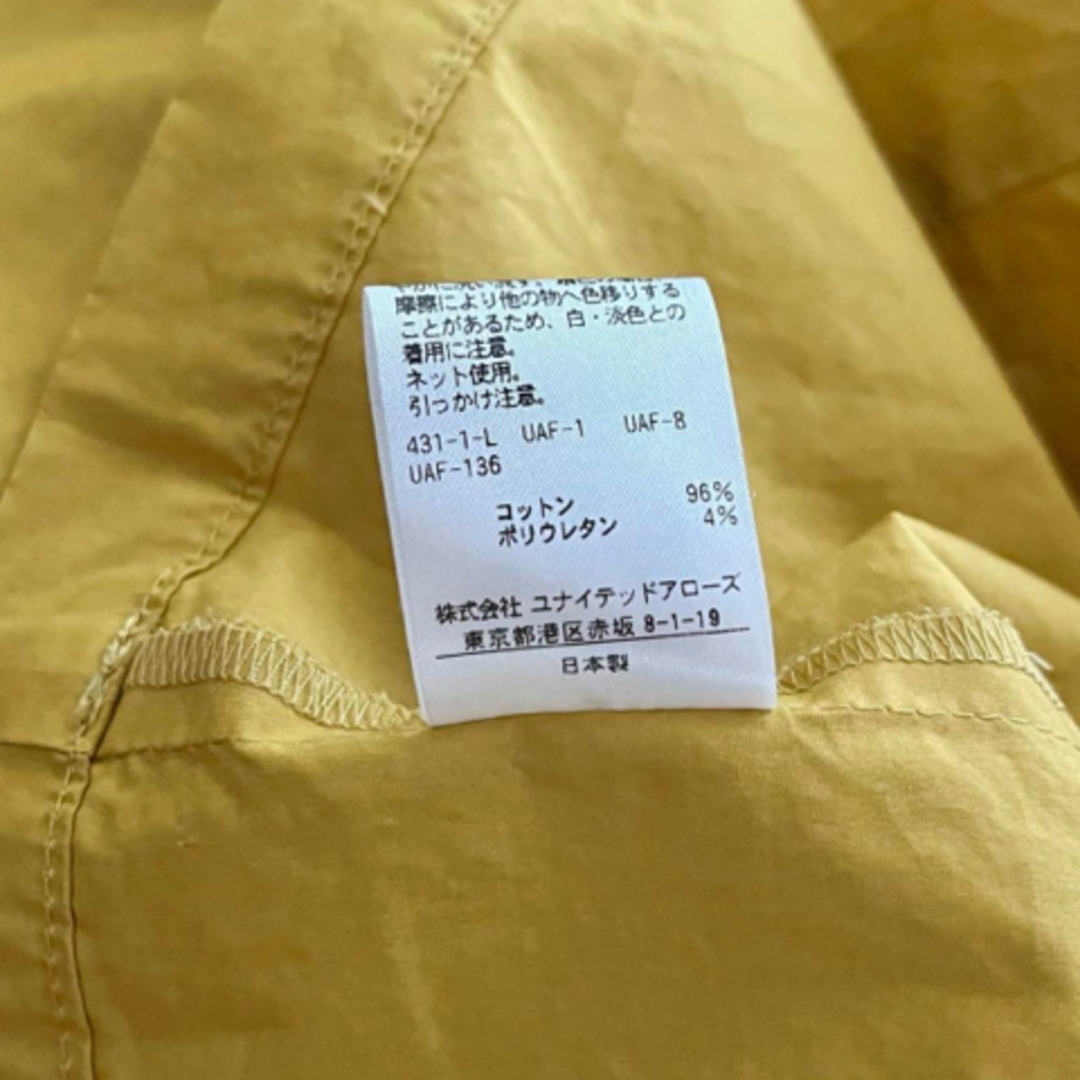 摩擦により他の物へ色移りする
ことがあるため、白・淡色との
着用に注意。
ネット使用。
引っかけ注意。
431-1-L UAF-1 UAF-8
UAF-136
コットン 96%
ポリウレタン 4%
株式会社 ユナイテッドアローズ
東京都港区赤坂 8-1-19
日本製